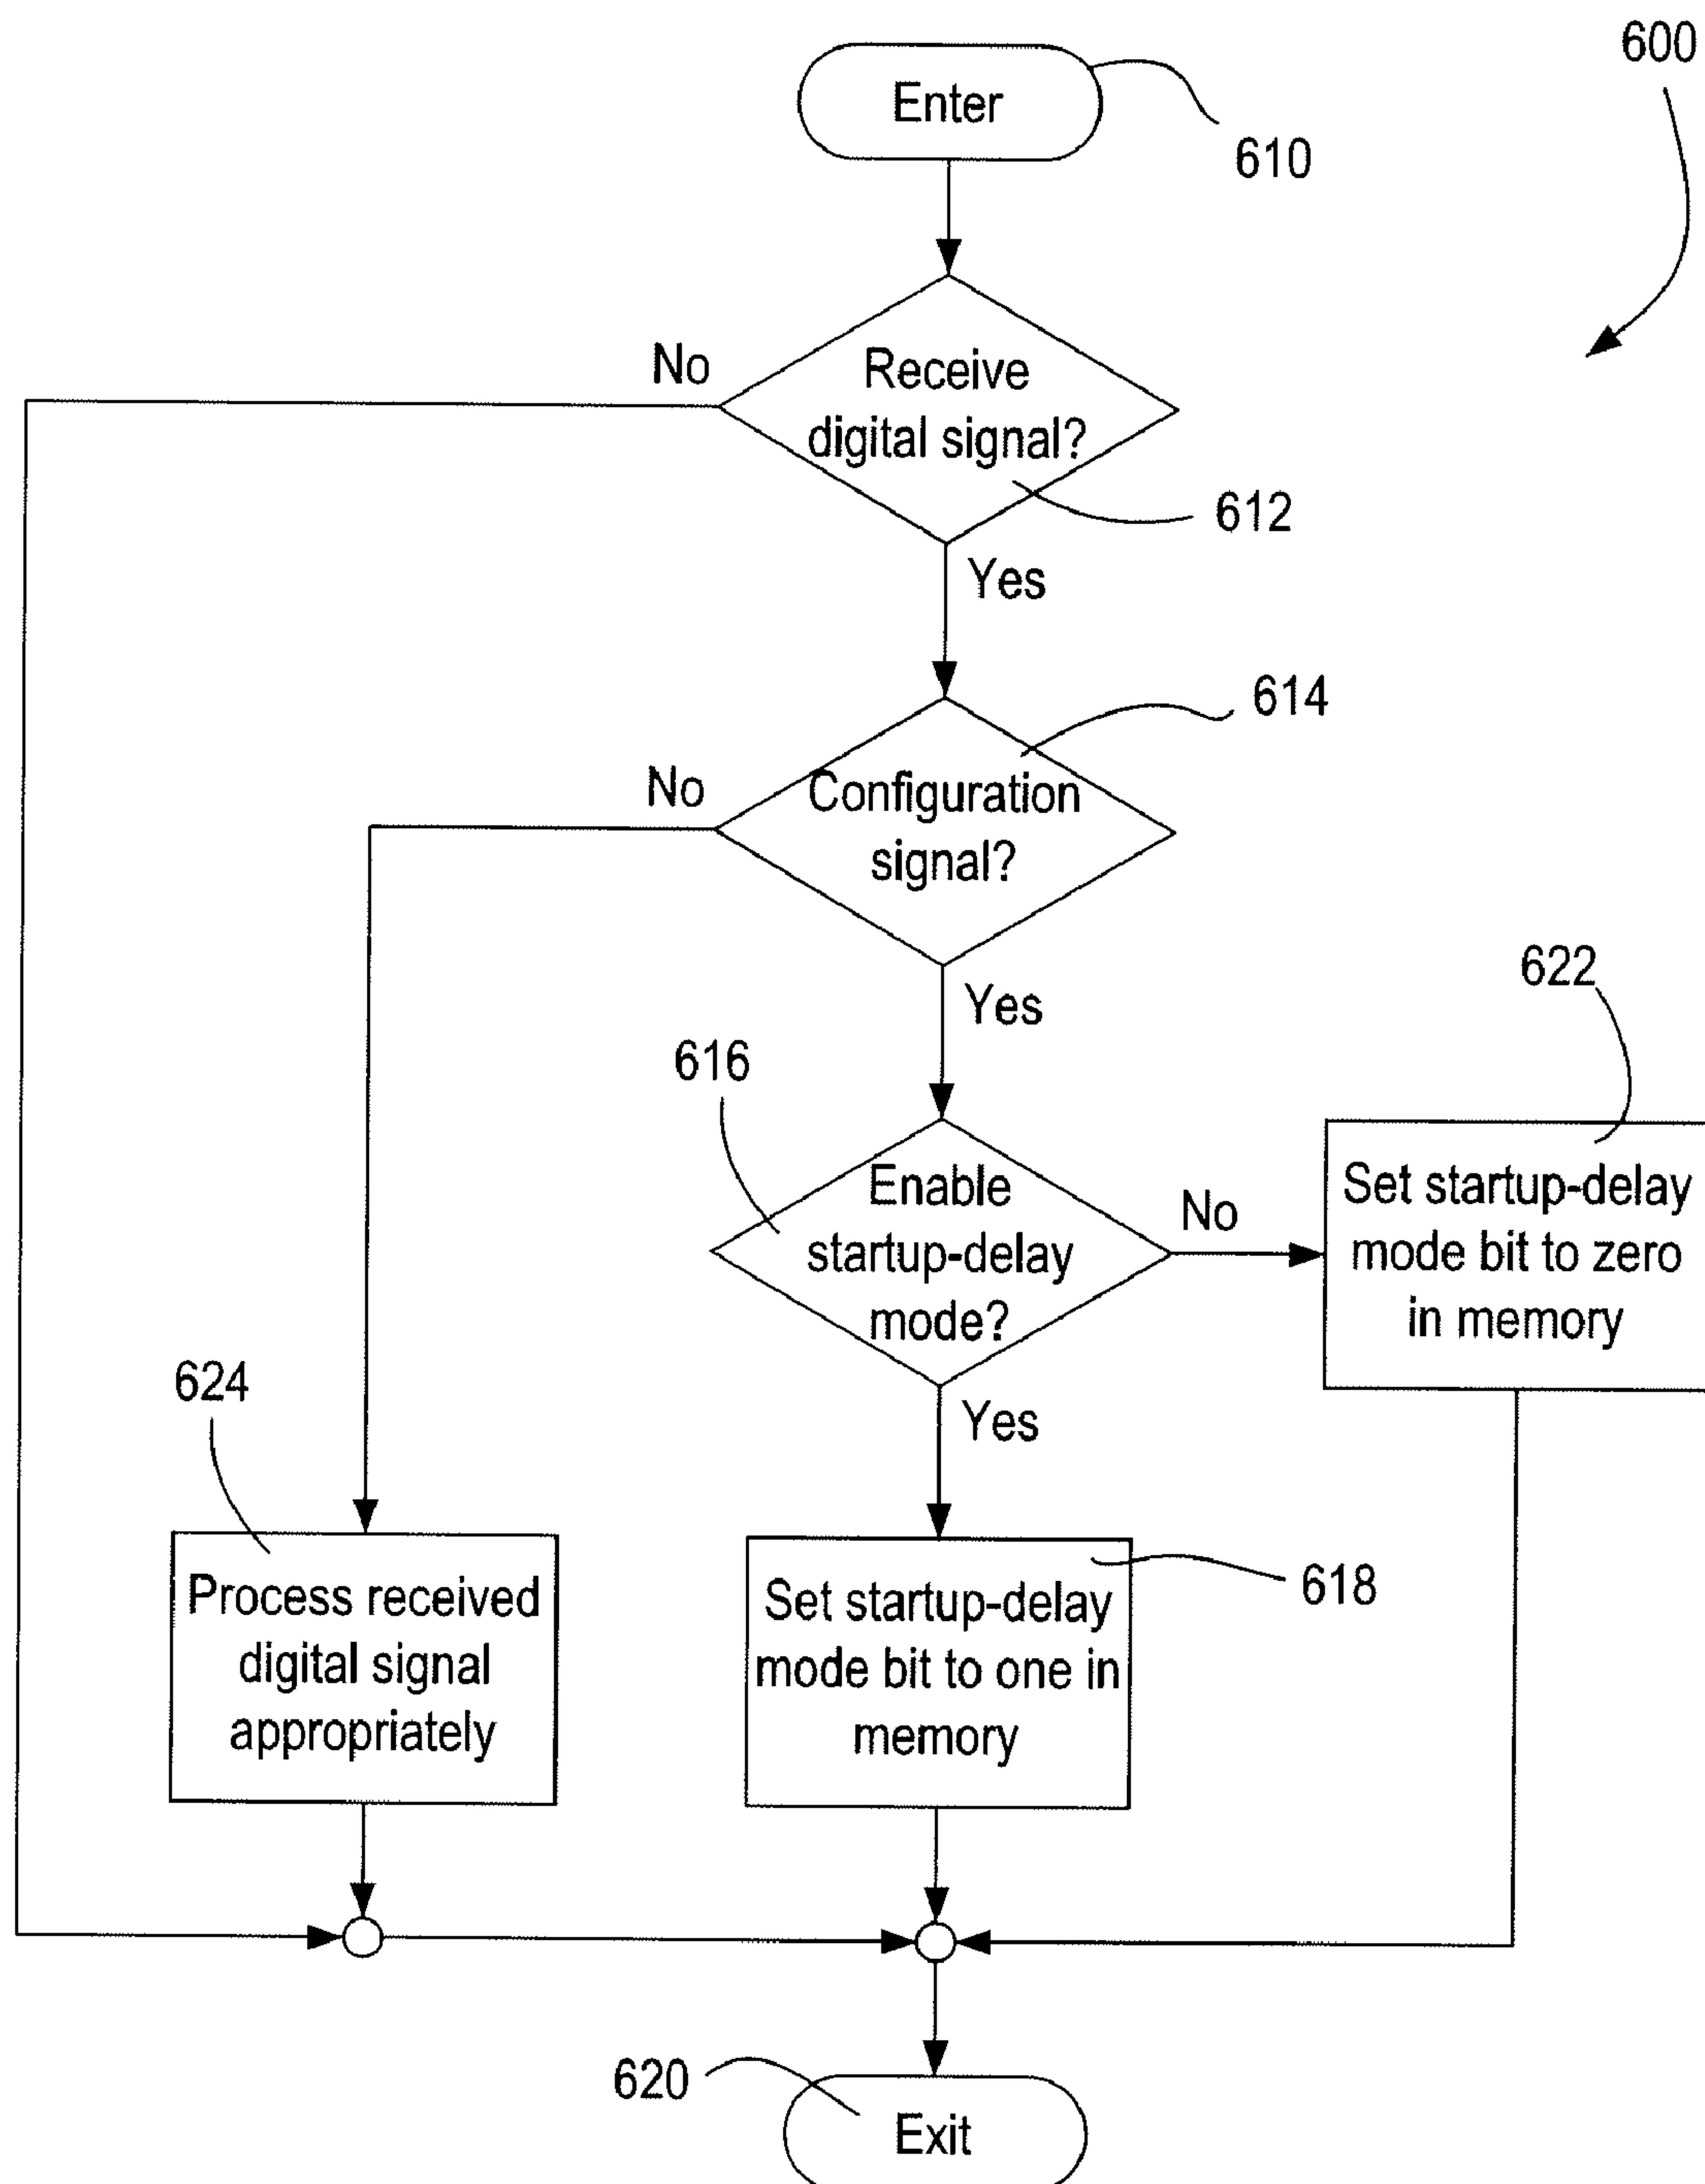 600
Enter
610
No
Receive
digital signal?
612
Yes
614
No
Configuration
signal?
Yes
622
616
Enable
startup-delay
mode?
No
Set startup-delay
mode bit to zero
in memory
624
Yes
Process received
digital signal
appropriately
Set startup-delay
mode bit to one in
memory
618
620
Exit